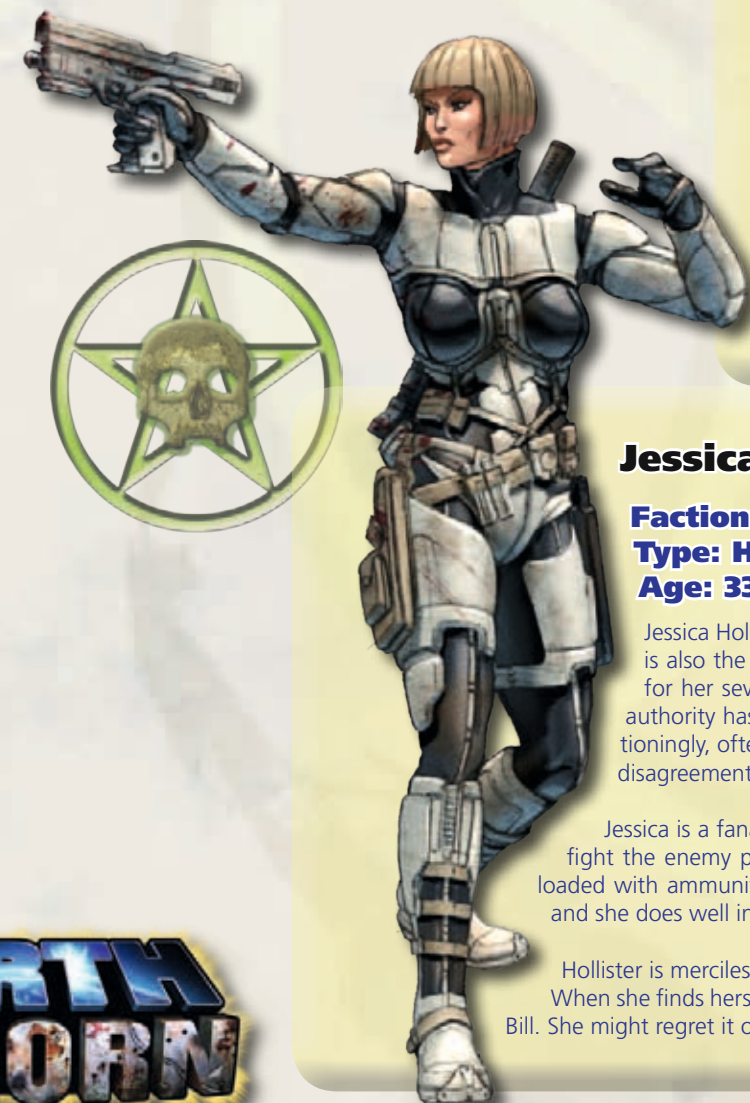 Jessica
Faction
Type: H
Age: 33
Jessica Hol
is also the
for her sev
authority has
tioningly, ofte
disagreement
Jessica is a fana
fight the enemy p
loaded with ammuni
and she does well in
Hollister is merciles
When she finds hers
Bill. She might regret it o
RTH
ORN